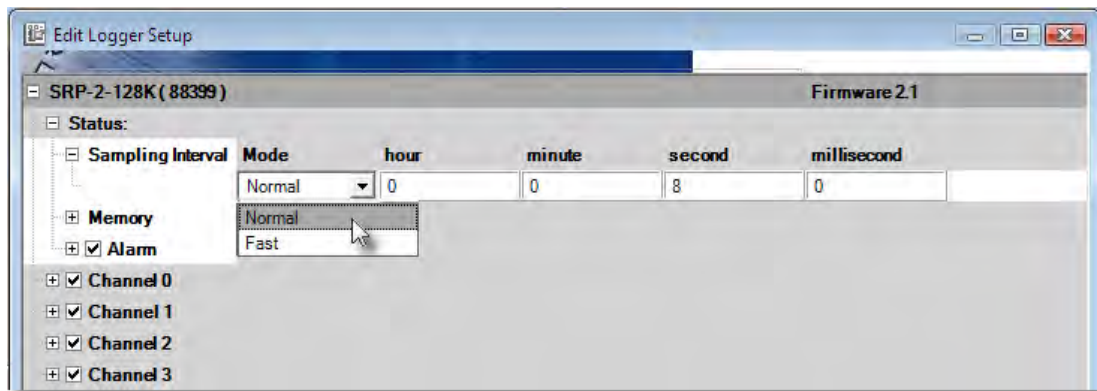 Edit Logger Setup
SRP-2-128K ( 88399 ) Firmware 2.1
Status:
Sampling Interval Mode hour minute second millisecond
Normal 0 0 8 0
Memory Normal
Alarm Fast
Channel 0
Channel 1
Channel 2
Channel 3